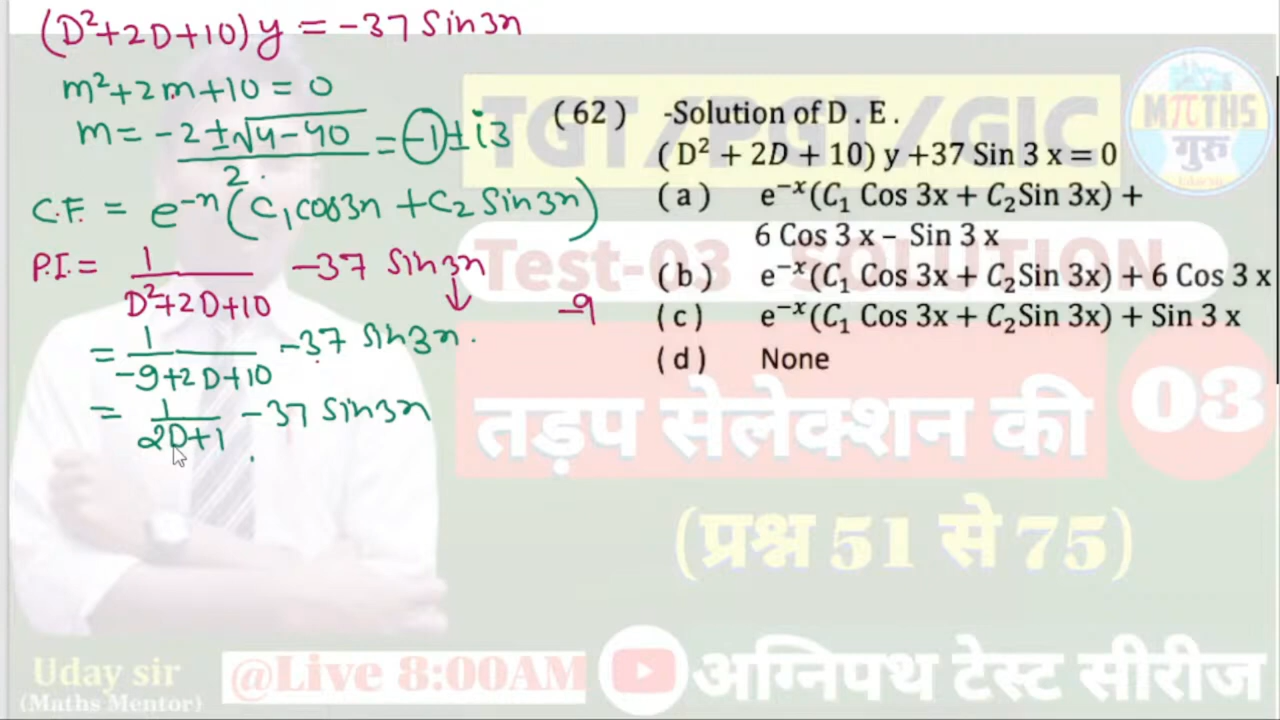 (D²+2D+10) y = -37 Sin3x
m²+2m+10 = 0
m = -2 ± √4-40 / 2 = -1 ± i3
C.F. = e^-x (C₁ cos3x + C₂ Sin3x)
P.I. = 1 / D²+2D+10 -37 Sin3x
-9
= 1 / -9+2D+10 -37 Sin3x.
= 1 / 2D+1 -37 Sin3x
TGT/PGT/GIC
MπTHS
गुरु
(62) -Solution of D.E.
(D² + 2D + 10) y +37 Sin 3 x = 0
(a) e⁻ˣ(C₁ Cos 3x + C₂Sin 3x) +
6 Cos 3 x – Sin 3 x
Test-03 SOLUTION
(b) e⁻ˣ(C₁ Cos 3x + C₂Sin 3x) + 6 Cos 3 x
(c) e⁻ˣ(C₁ Cos 3x + C₂Sin 3x) + Sin 3 x
(d) None
तड़प सेलेक्शन की 03
(प्रश्न 51 से 75)
Uday sir
(Maths Mentor)
@Live 8:00AM
अग्निपथ टेस्ट सीरीज